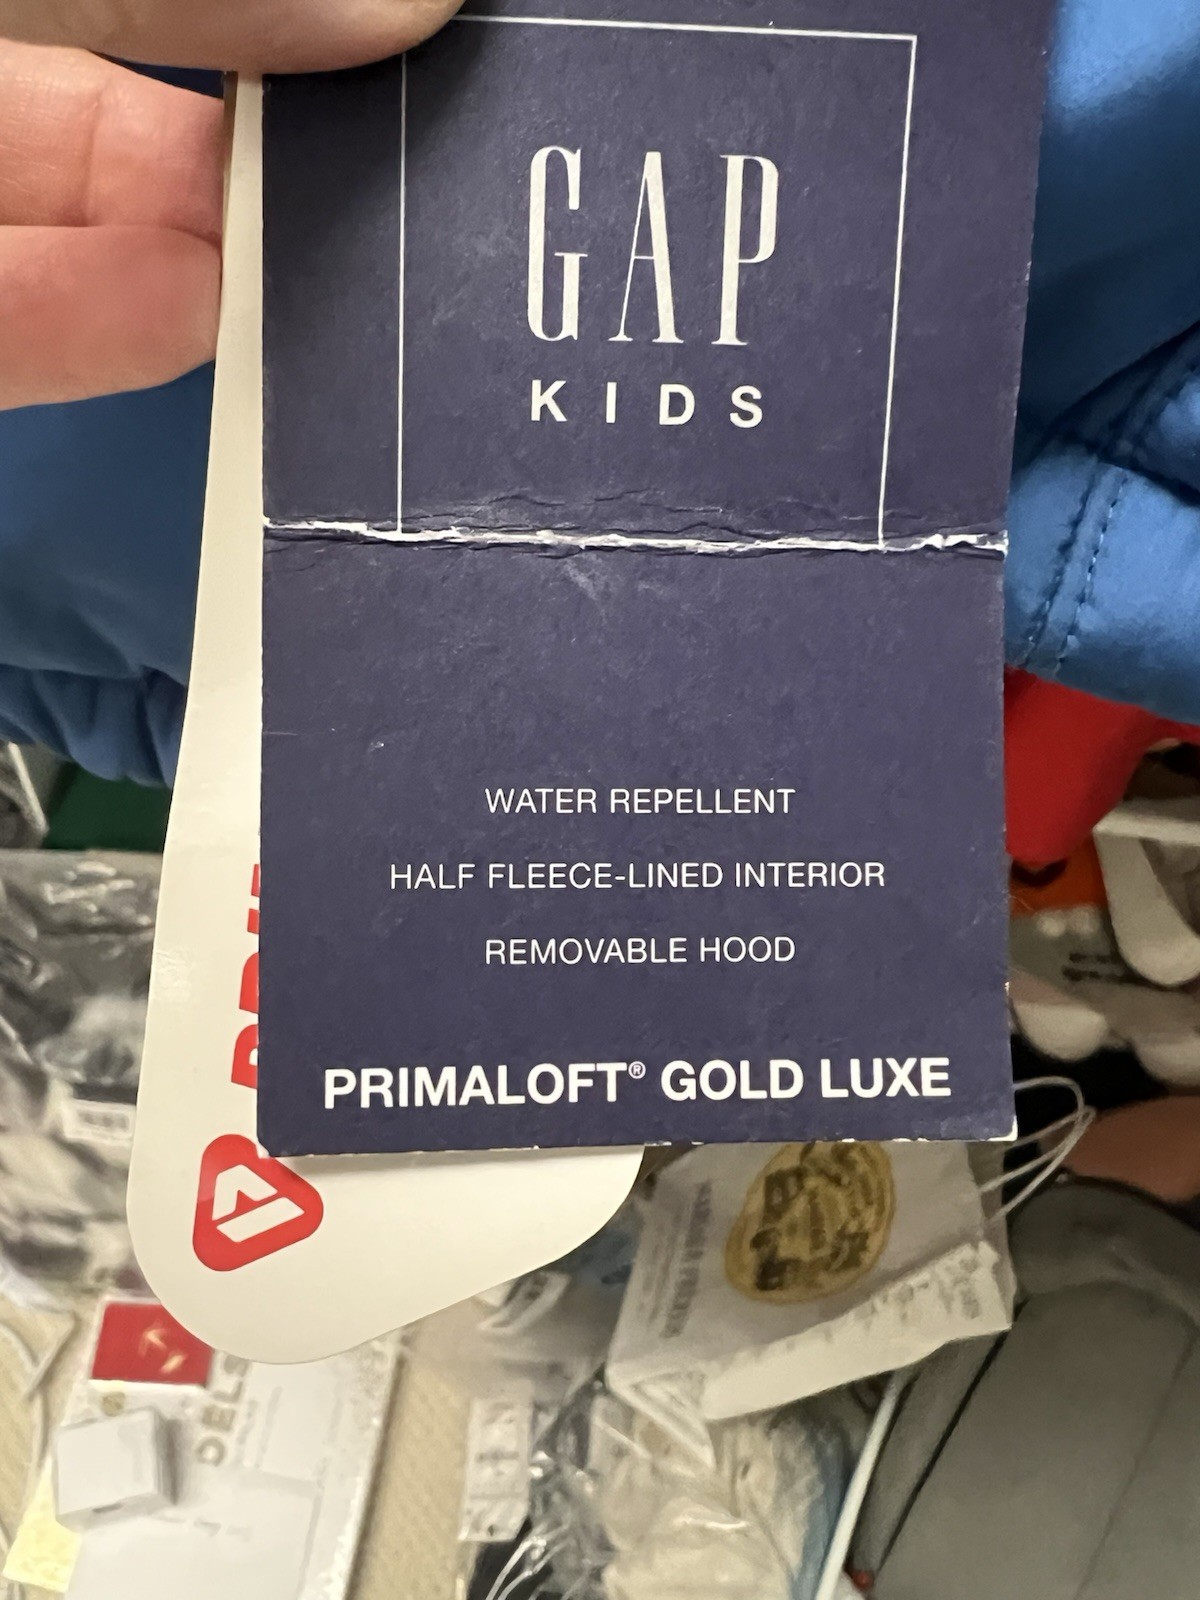 GAP
KIDS
WATER REPELLENT
HALF FLEECE-LINED INTERIOR
REMOVABLE HOOD
PRIMALOFT® GOLD LUXE